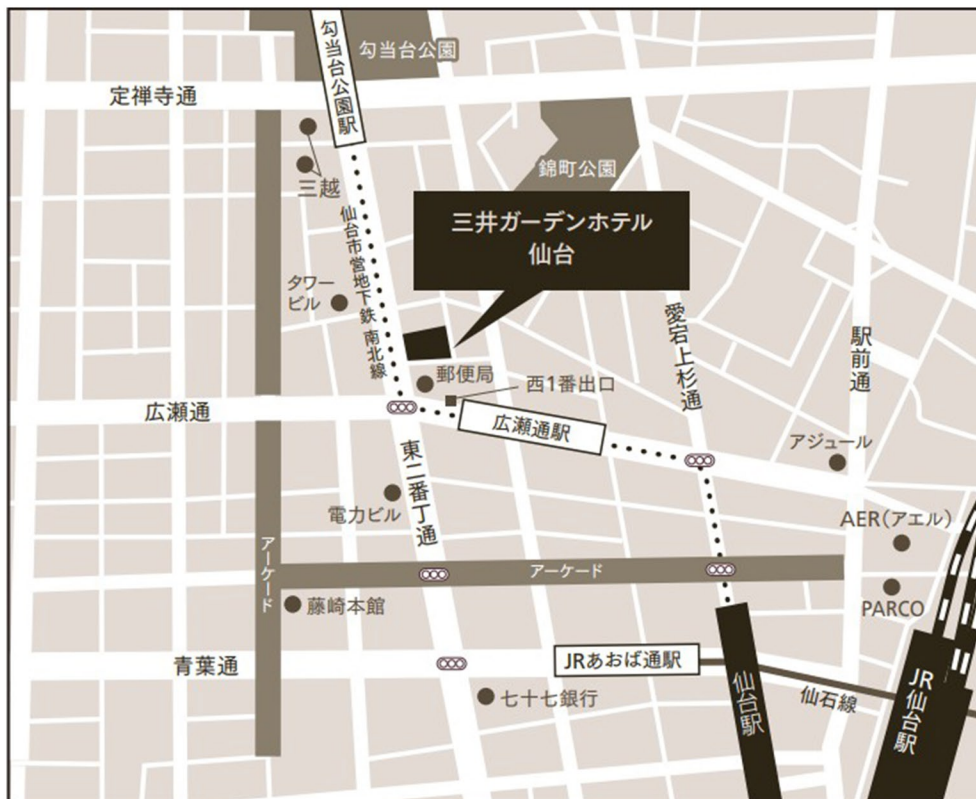 勾当台公園
勾当台公園駅
定禅寺通
錦町公園
三越
三井ガーデンホテル
仙台
仙台市営地下鉄 南北線
タワー
ビル
愛宕上杉通
駅前通
郵便局
西1番出口
広瀬通
広瀬通駅
東二番丁通
アジュール
電力ビル
AER(アエル)
アーケード
アーケード
藤崎本館
PARCO
青葉通
JRあおば通駅
仙台駅
仙石線
JR仙台駅
七十七銀行